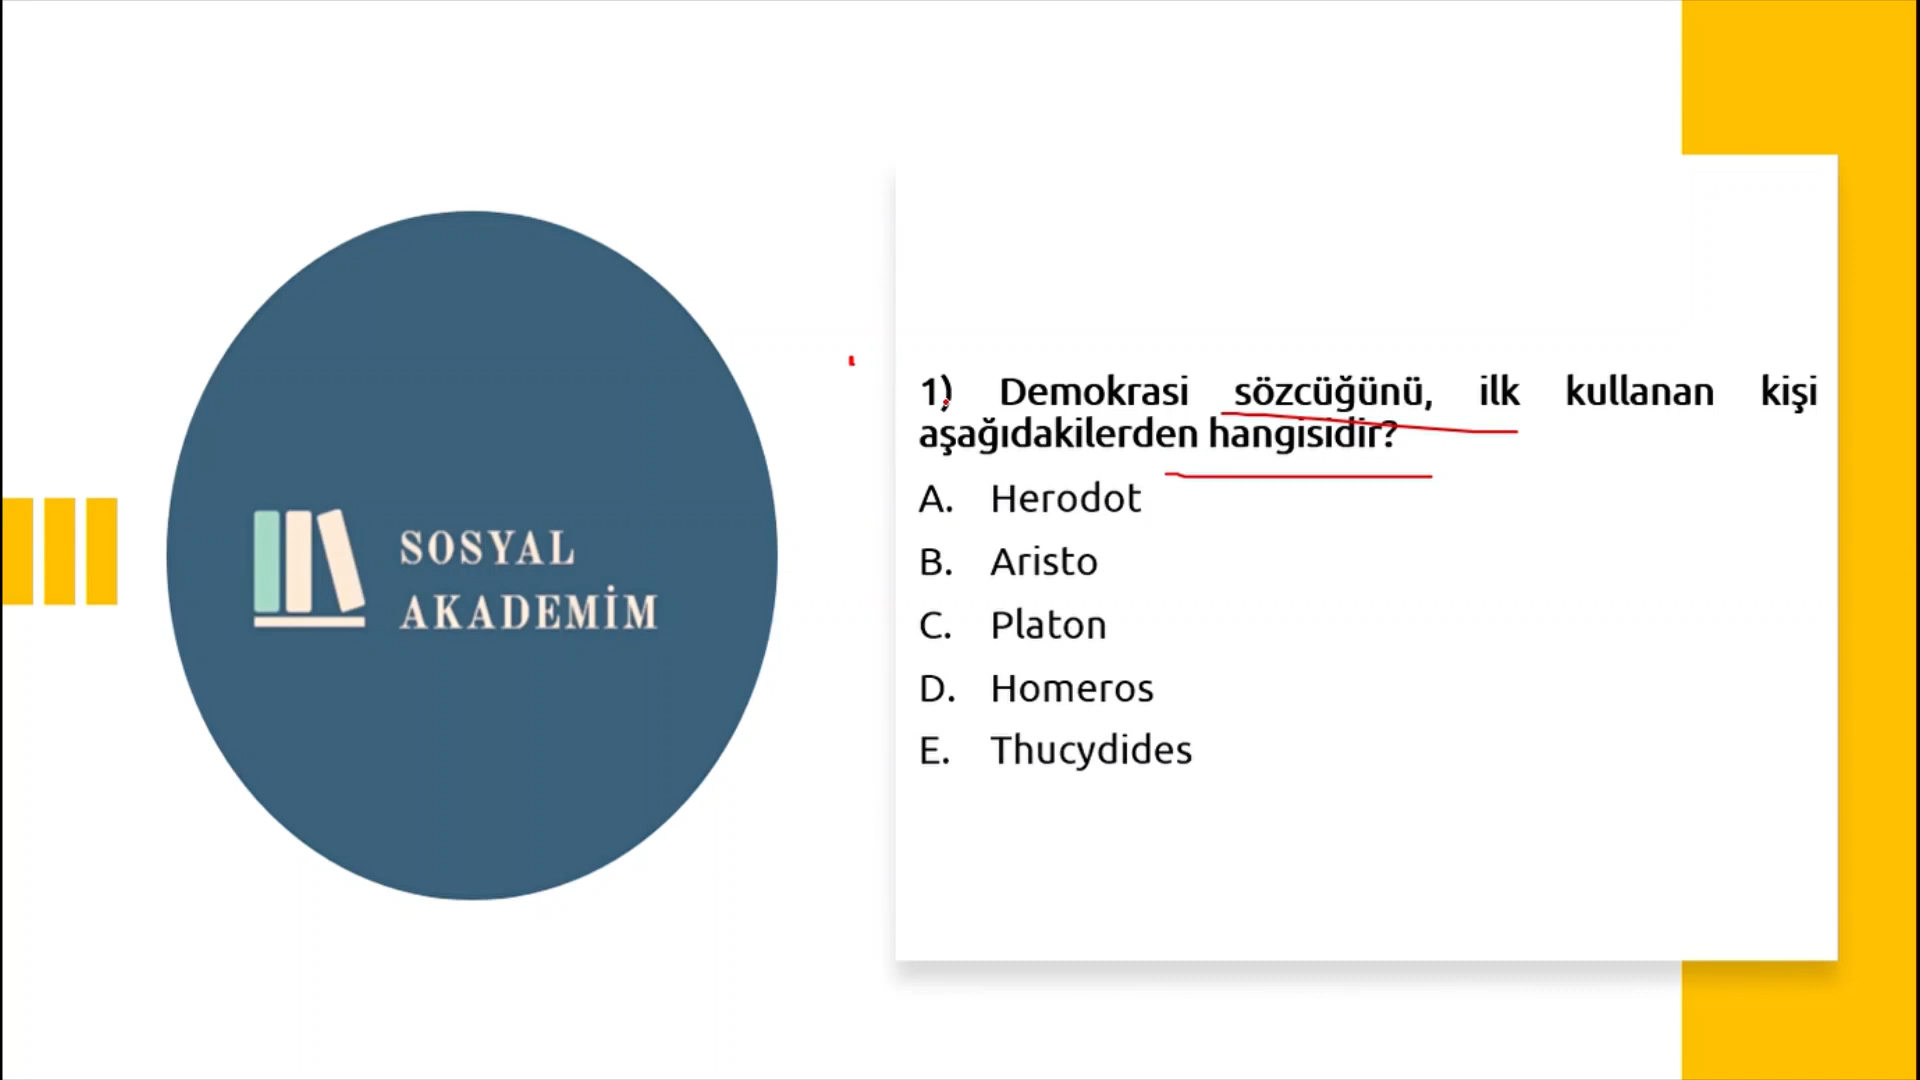 SOSYAL
AKADEMİM
1) Demokrasi sözcüğünü, ilk kullanan kişi
aşağıdakilerden hangisidir?
A. Herodot
B. Aristo
C. Platon
D. Homeros
E. Thucydides